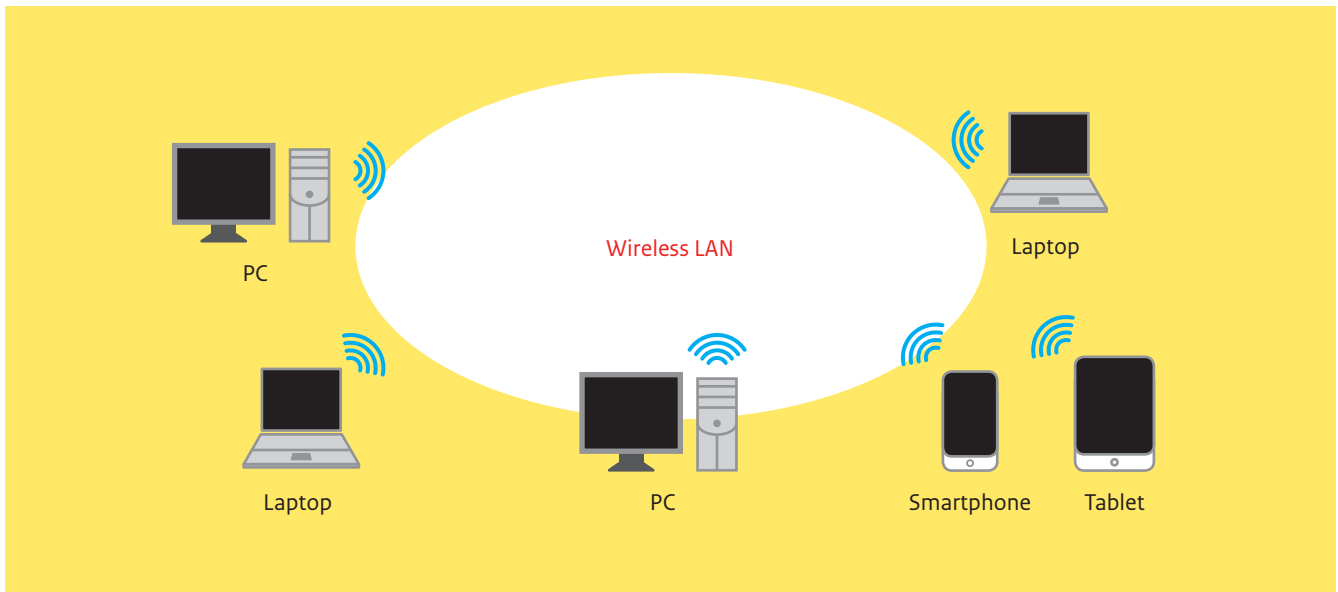 Wireless LAN
Laptop
PC
Laptop
PC
Smartphone
Tablet